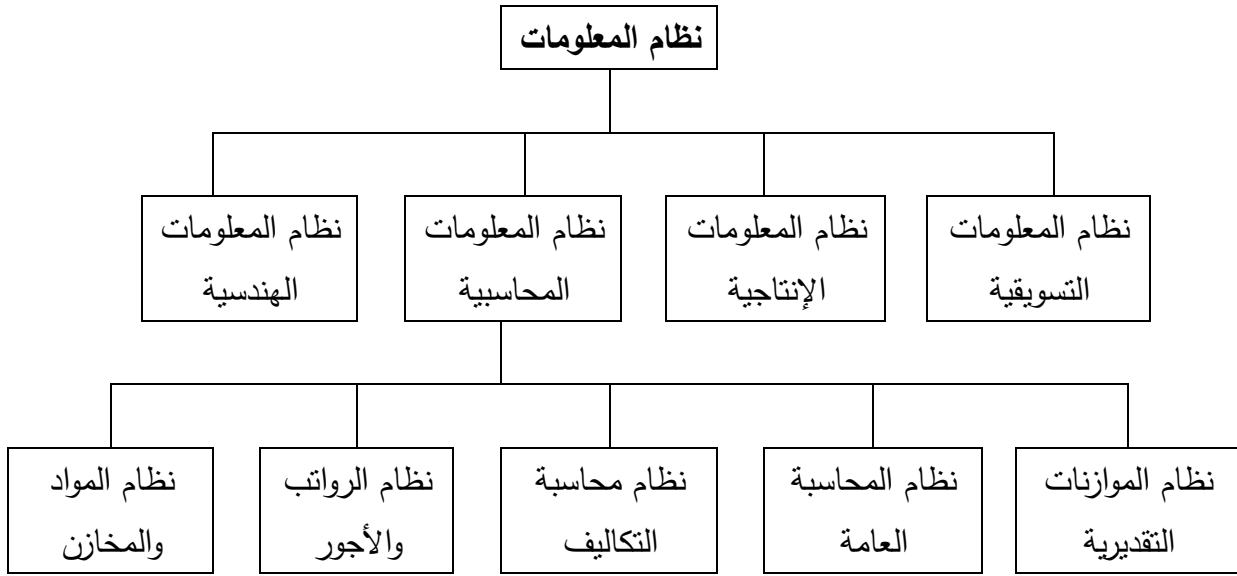 نظام المعلومات
نظام المعلومات
التسويقية
نظام المعلومات
الإنتاجية
نظام المعلومات
المحاسبية
نظام المعلومات
الهندسية
نظام الموازنات
التقديرية
نظام المحاسبة
العامة
نظام محاسبة
التكاليف
نظام الرواتب
والأجور
نظام المواد
والمخازن